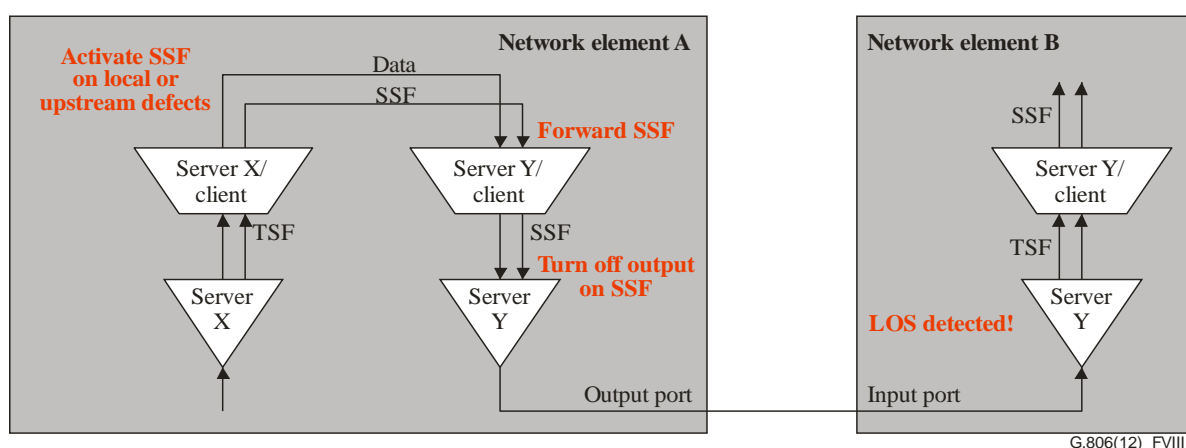 Network element A
Activate SSF
on local or
upstream defects
Data
SSF
Forward SSF
Server X/
client
Server Y/
client
TSF
SSF
Turn off output
on SSF
Server
X
Server
Y
Output port
Network element B
SSF
Server Y/
client
TSF
Server
Y
LOS detected!
Input port
G.806(12)_FVIII